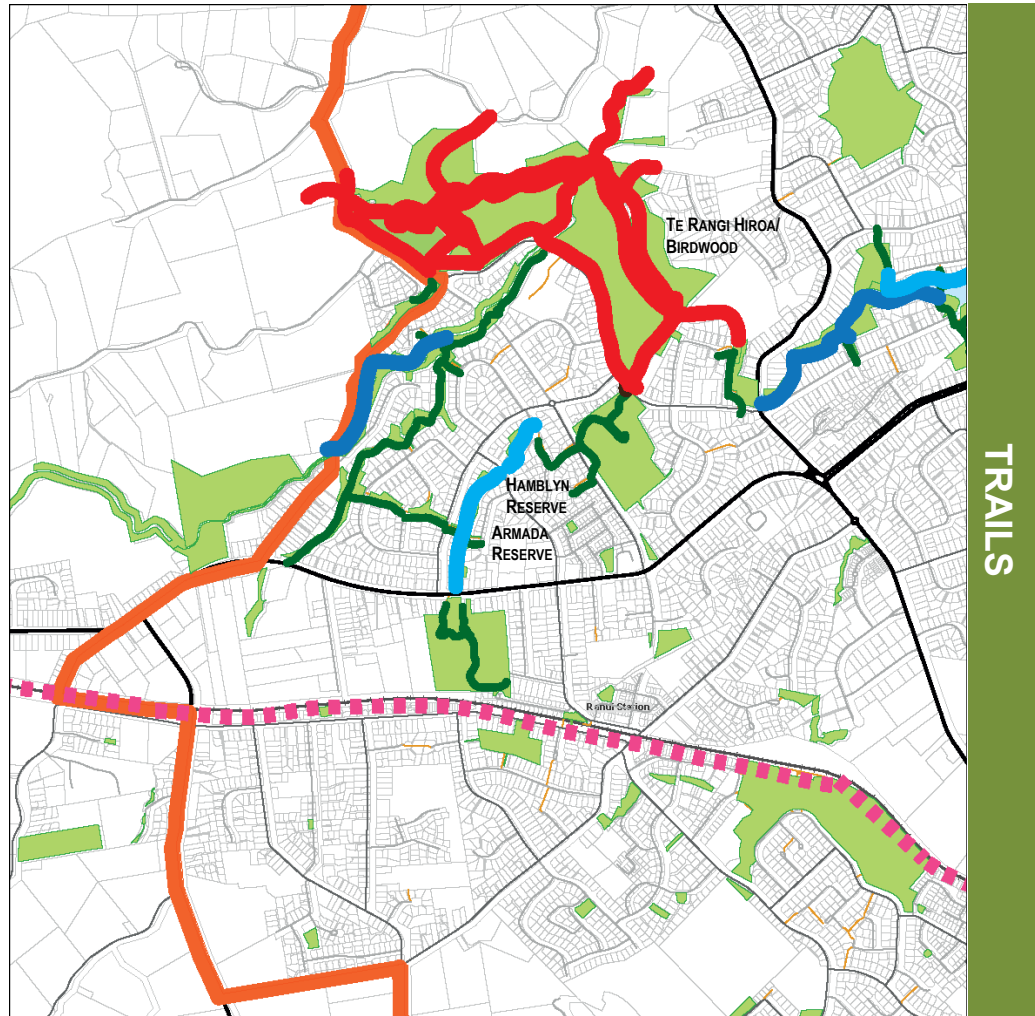 TE RANGI HIROA/
BIRDWOOD
HAMBLYN
RESERVE
ARMADA
RESERVE
Ranui Station
TRAILS